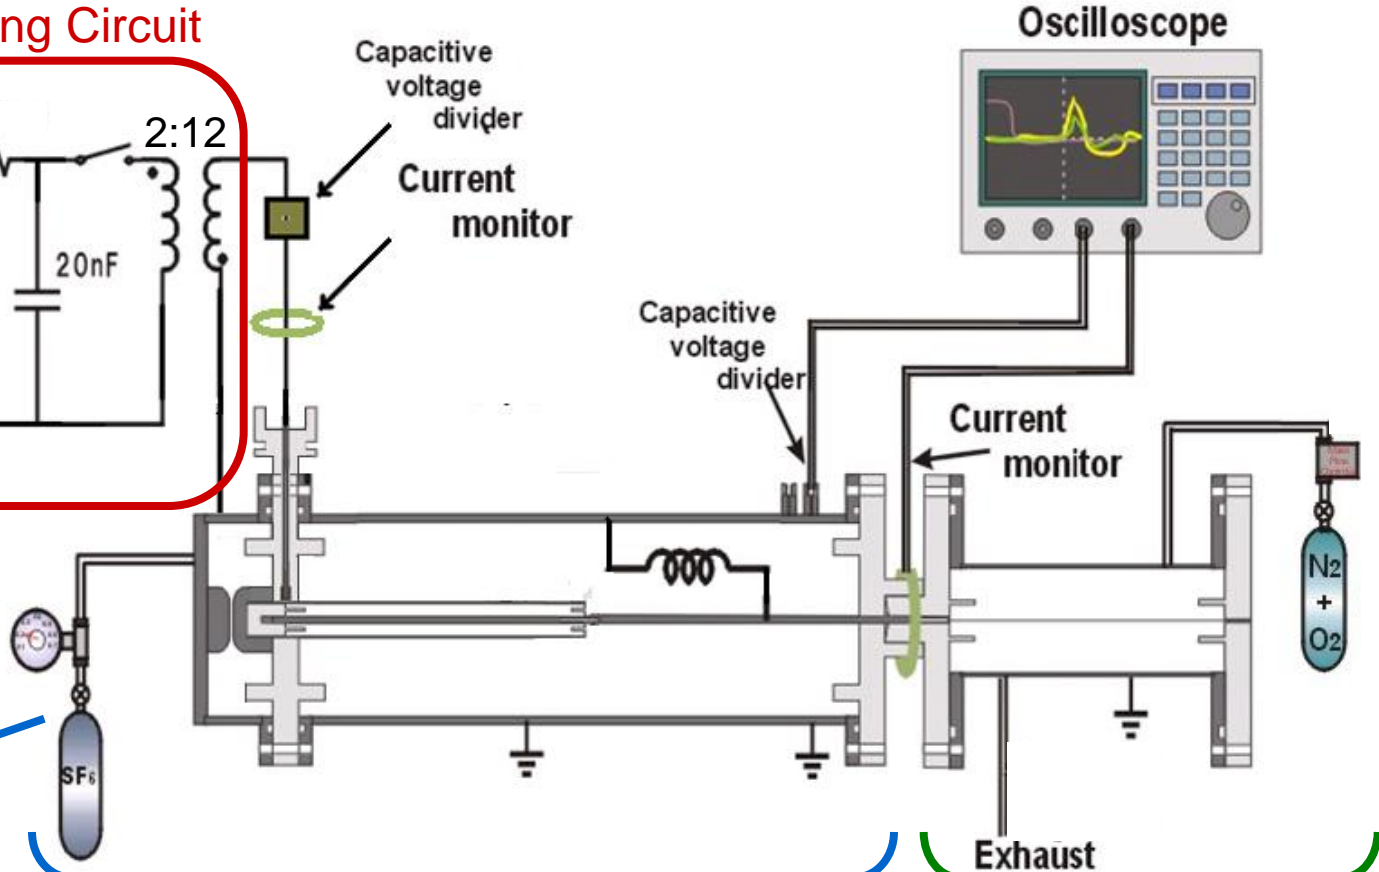 ng Circuit
Oscilloscope
Capacitive
voltage
divider
2:12
Current
monitor
20nF
Capacitive
voltage
divider
Current
monitor
N2
+
O2
SF6
Exhaust